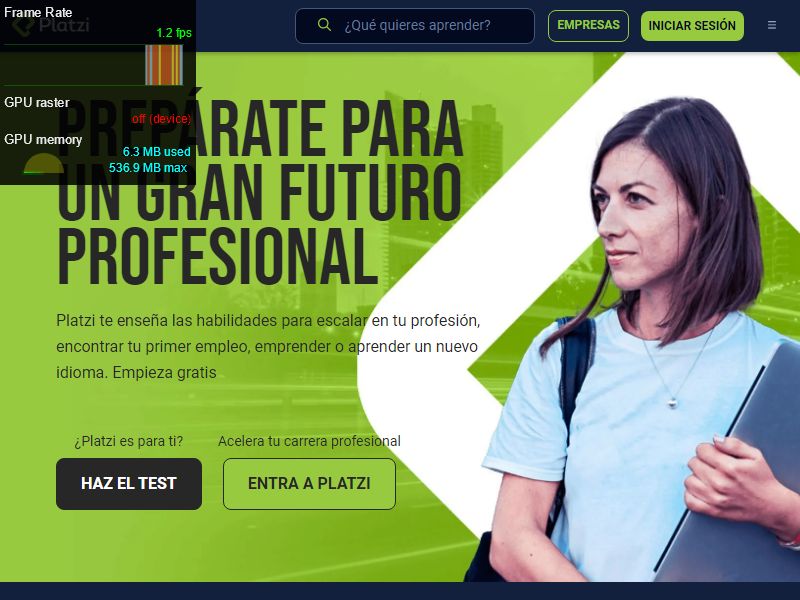 Frame Rate
Platzi
1.2 fps
GPU raster
off (device)
GPU memory
6.3 MB used
536.9 MB max
¿Qué quieres aprender?
EMPRESAS
INICIAR SESIÓN
PREPÁRATE PARA
UN GRAN FUTURO
PROFESIONAL
Platzi te enseña las habilidades para escalar en tu profesión,
encontrar tu primer empleo, emprender o aprender un nuevo
idioma. Empieza gratis
¿Platzi es para ti?
Acelera tu carrera profesional
HAZ EL TEST
ENTRA A PLATZI